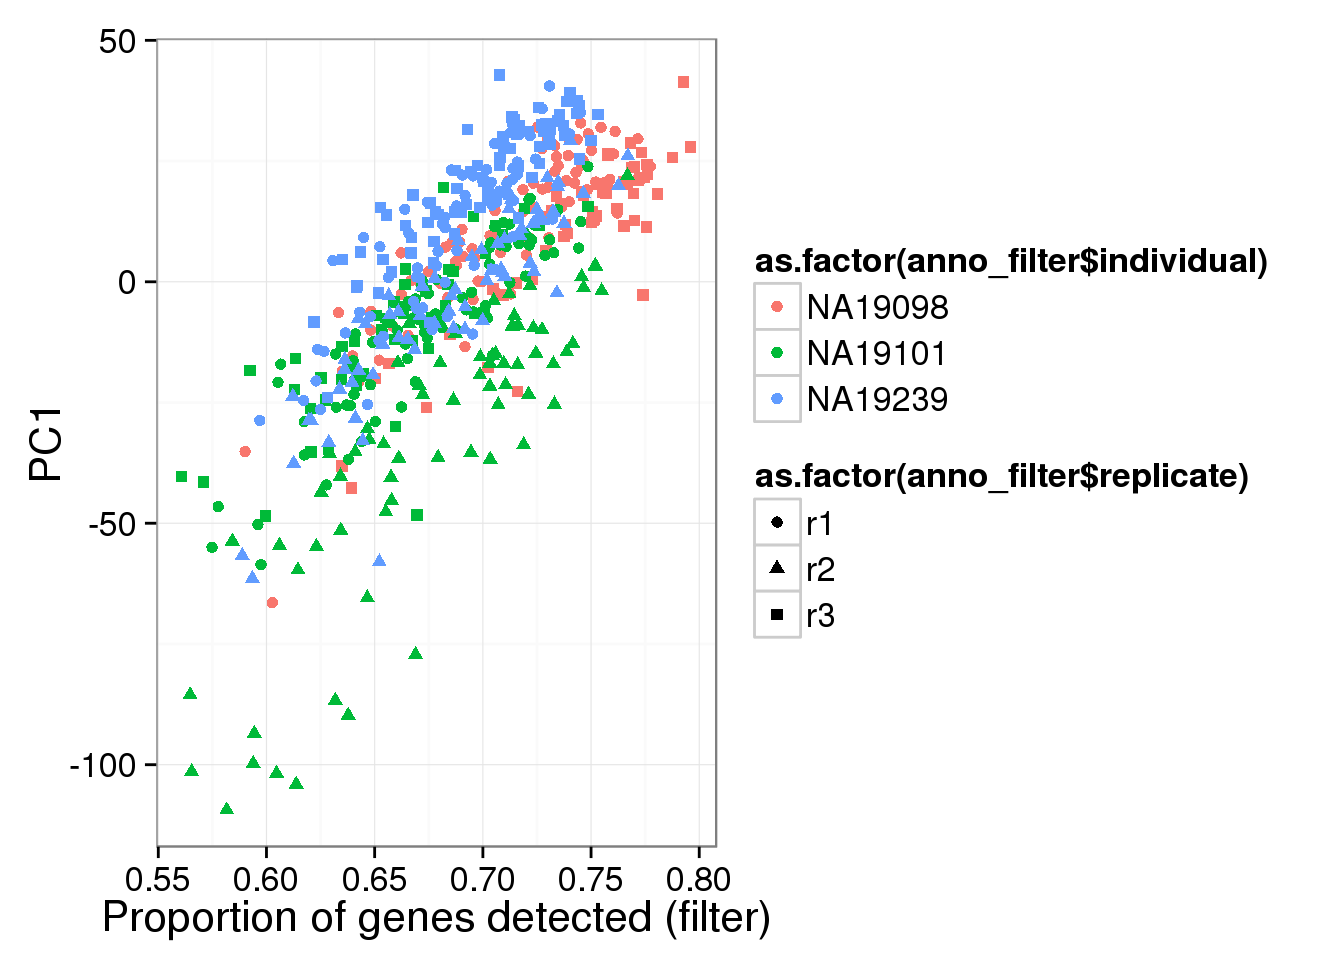 50
0
-50
-100
PC1
0.55 0.60 0.65 0.70 0.75 0.80
Proportion of genes detected (filter)
as.factor(anno_filter$individual)
NA19098
NA19101
NA19239
as.factor(anno_filter$replicate)
r1
r2
r3